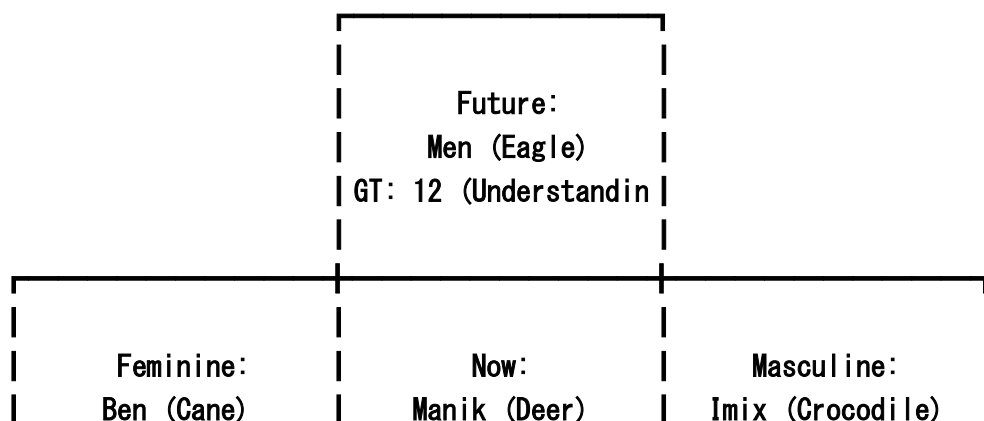 Future:
Men (Eagle)
GT: 12 (Understandin
Feminine: Now: Masculine:
Ben (Cane) Manik (Deer) Imix (Crocodile)